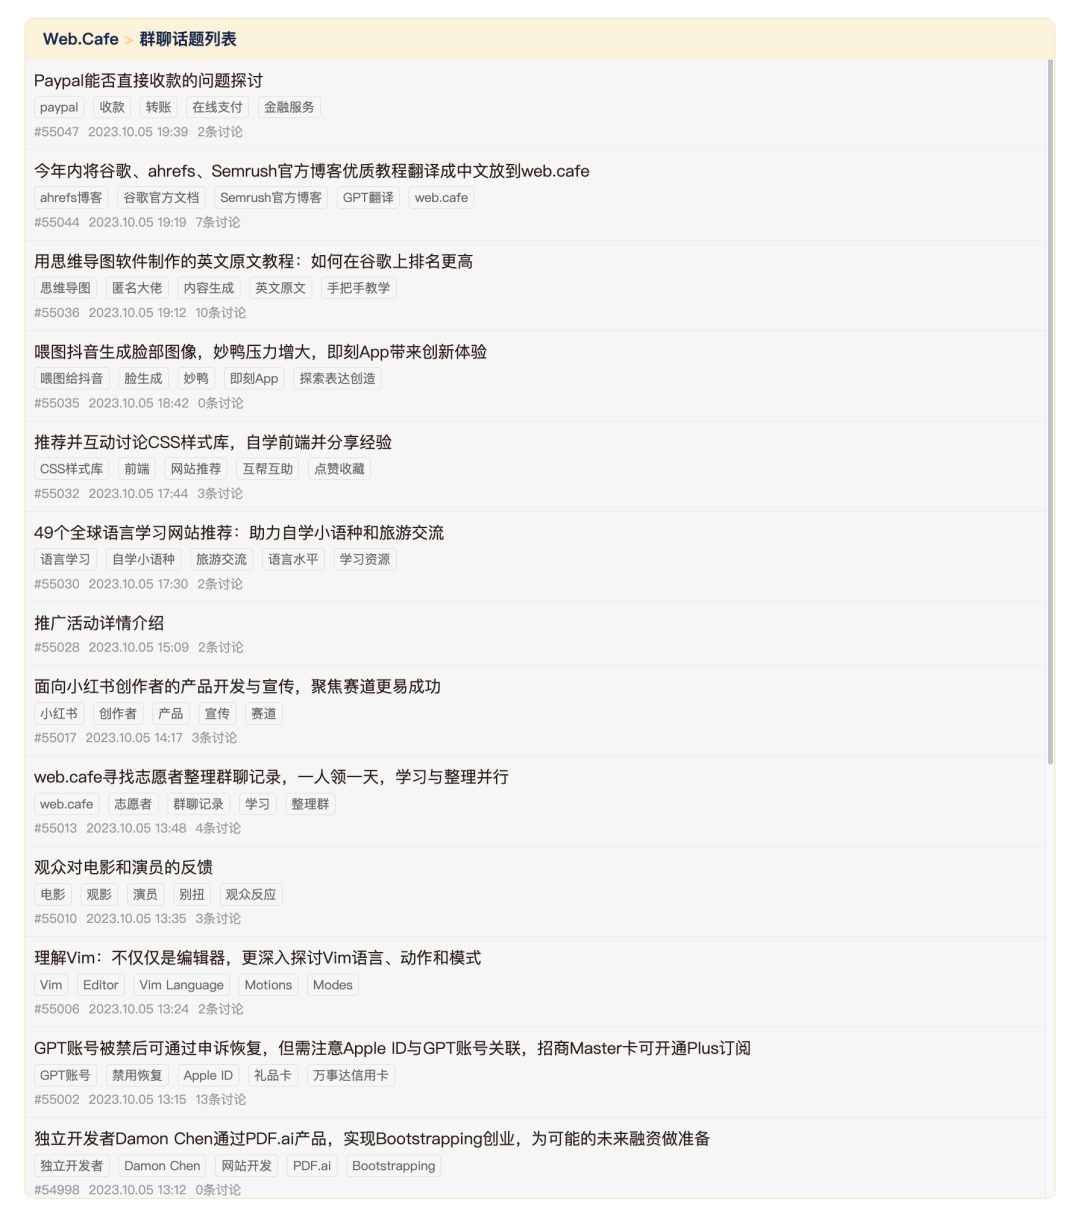 Web.Cafe > 群聊话题列表
Paypal能否直接收款的问题探讨
paypal 收款 转账 在线支付 金融服务
#55047 2023.10.05 19:39 2条讨论
今年内将谷歌、ahrefs、Semrush官方博客优质教程翻译成中文放到web.cafe
ahrefs博客 谷歌官方文档 Semrush官方博客 GPT翻译 web.cafe
#55044 2023.10.05 19:19 7条讨论
用思维导图软件制作的英文原文教程：如何在谷歌上排名更高
思维导图 匿名大佬 内容生成 英文原文 手把手教学
#55036 2023.10.05 19:12 10条讨论
喂图抖音生成脸部图像，妙鸭压力增大，即刻App带来创新体验
喂图给抖音 脸生成 妙鸭 即刻App 探索表达创造
#55035 2023.10.05 18:42 0条讨论
推荐并互动讨论CSS样式库，自学前端并分享经验
CSS样式库 前端 网站推荐 互帮互助 点赞收藏
#55032 2023.10.05 17:44 3条讨论
49个全球语言学习网站推荐：助力自学小语种和旅游交流
语言学习 自学小语种 旅游交流 语言水平 学习资源
#55030 2023.10.05 17:30 2条讨论
推广活动详情介绍
#55028 2023.10.05 15:09 2条讨论
面向小红书创作者的产品开发与宣传，聚焦赛道更易成功
小红书 创作者 产品 宣传 赛道
#55017 2023.10.05 14:17 3条讨论
web.cafe寻找志愿者整理群聊记录，一人领一天，学习与整理并行
web.cafe 志愿者 群聊记录 学习 整理群
#55013 2023.10.05 13:48 4条讨论
观众对电影和演员的反馈
电影 观影 演员 别扭 观众反应
#55010 2023.10.05 13:35 3条讨论
理解Vim：不仅仅是编辑器，更深入探讨Vim语言、动作和模式
Vim Editor Vim Language Motions Modes
#55006 2023.10.05 13:24 2条讨论
GPT账号被禁后可通过申诉恢复，但需注意Apple ID与GPT账号关联，招商Master卡可开通Plus订阅
GPT账号 禁用恢复 Apple ID 礼品卡 万事达信用卡
#55002 2023.10.05 13:15 13条讨论
独立开发者Damon Chen通过PDF.ai产品，实现Bootstrapping创业，为可能的未来融资做准备
独立开发者 Damon Chen 网站开发 PDF.ai Bootstrapping
#54998 2023.10.05 13:12 0条讨论